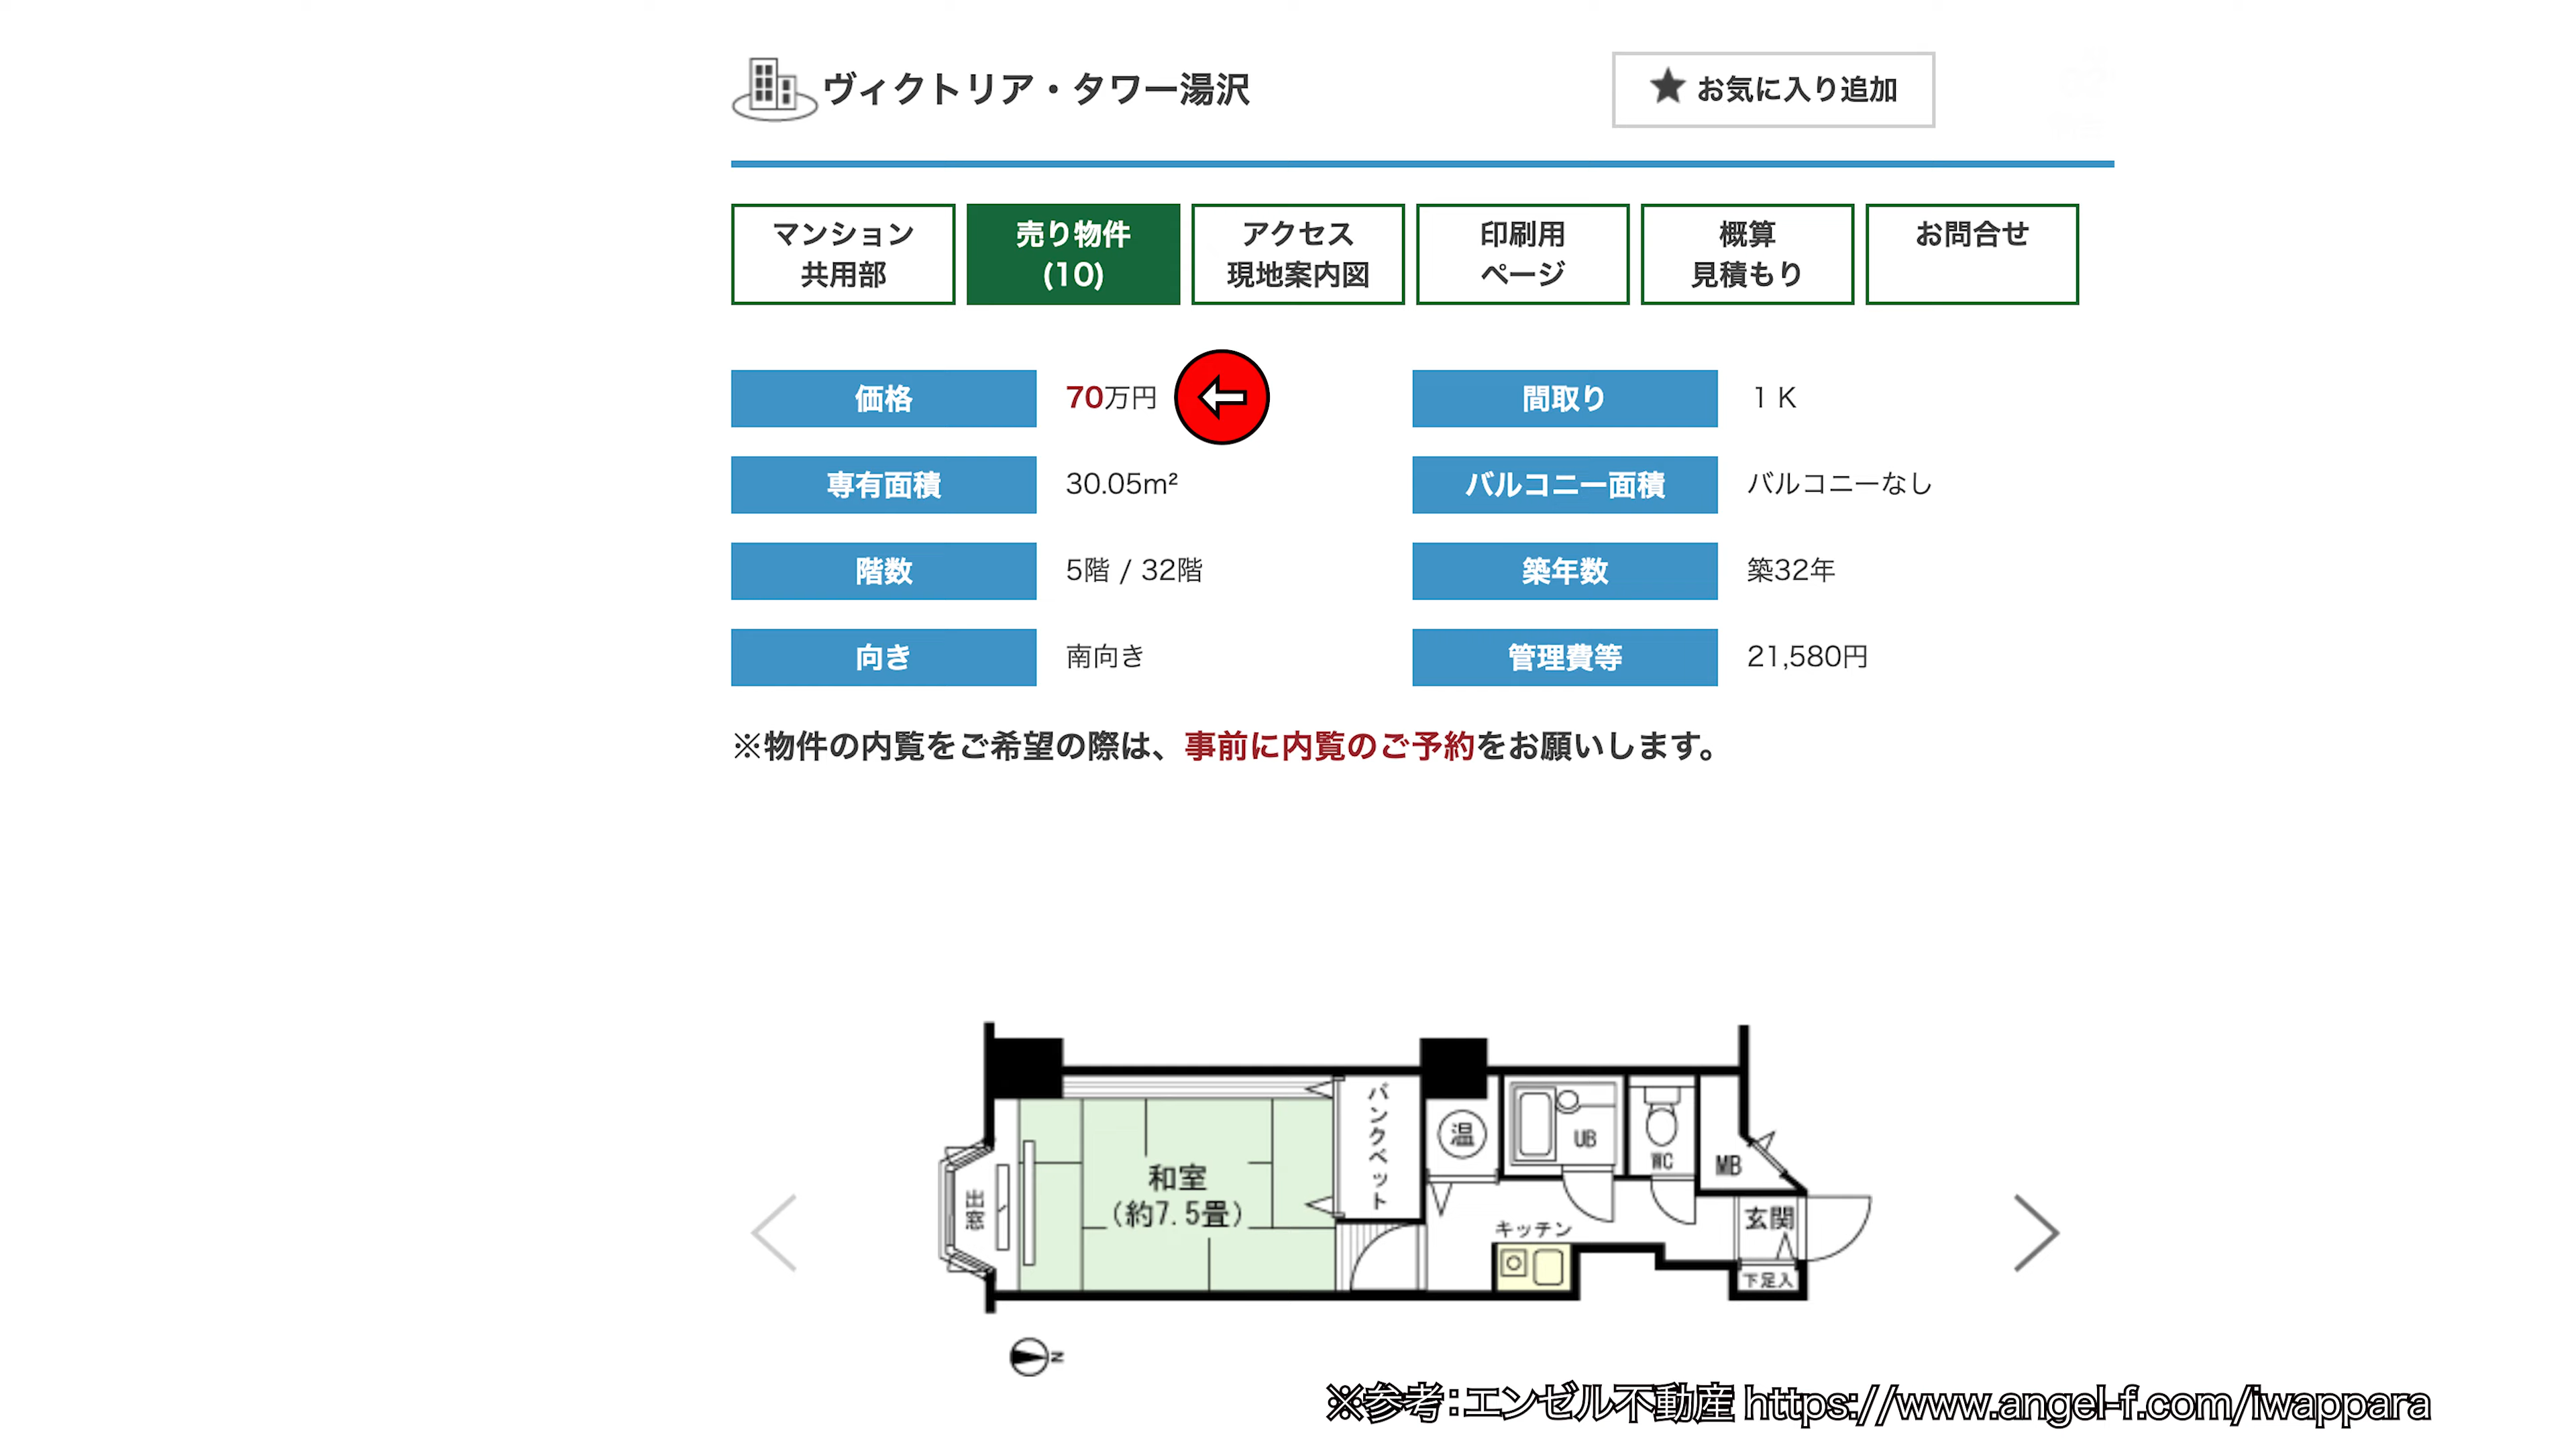 ヴィクトリア・タワー湯沢
★ お気に入り追加
マンション
共用部
売り物件
(10)
アクセス
現地案内図
印刷用
ページ
概算
見積もり
お問合せ
価格 70万円
間取り 1 K
専有面積 30.05m²
バルコニー面積 バルコニーなし
階数 5階 / 32階
築年数 築32年
向き 南向き
管理費等 21,580円
※物件の内覧をご希望の際は、事前に内覧のご予約をお願いします。
出窓
和室
(約7.5畳)
バンクベット
温
UB
WC
MB
キッチン
玄関
下足入
N
※参考:エンゼル不動産 https://www.angel-f.com/iwappara